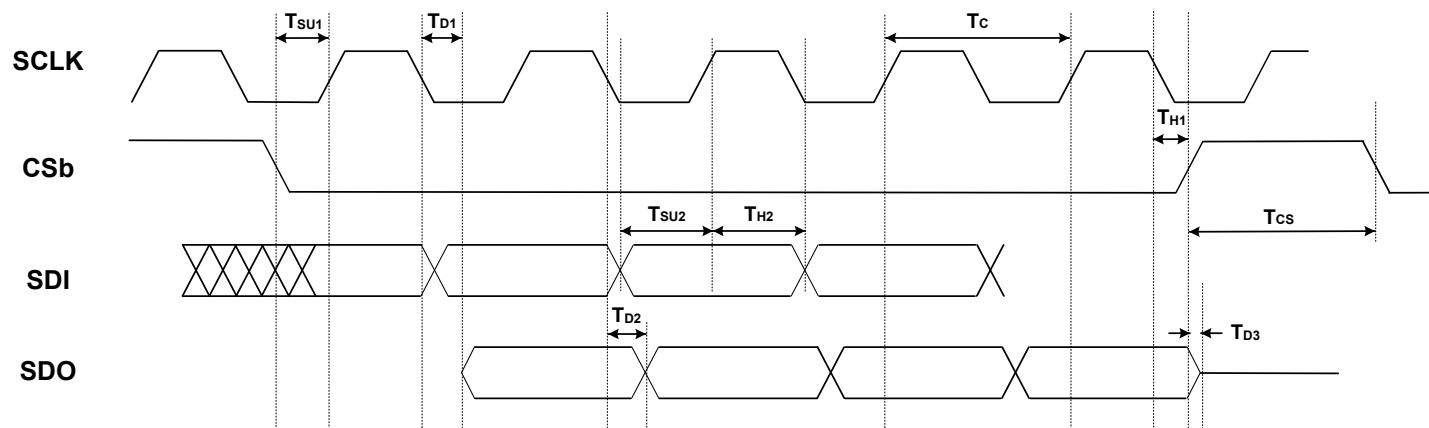 TSU1
TD1
TC
SCLK
TH1
CSb
TSU2
TH2
TCS
SDI
TD2
TD3
SDO